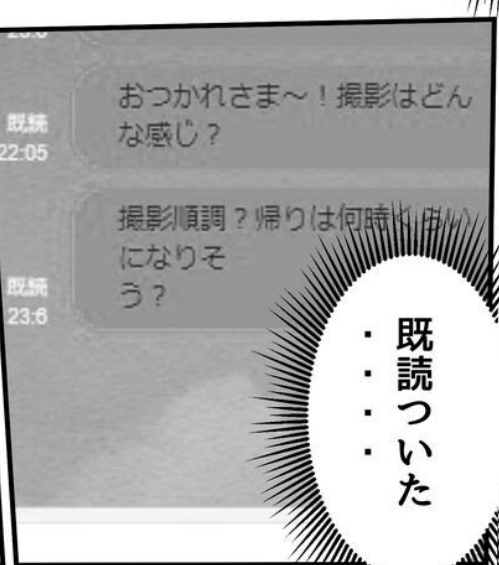 おつかれさま～！撮影はどん
な感じ？
既読
22:05
撮影順調？帰りは何時くらい
になりそ
う？
既読
23:6
既読ついた
・・・・